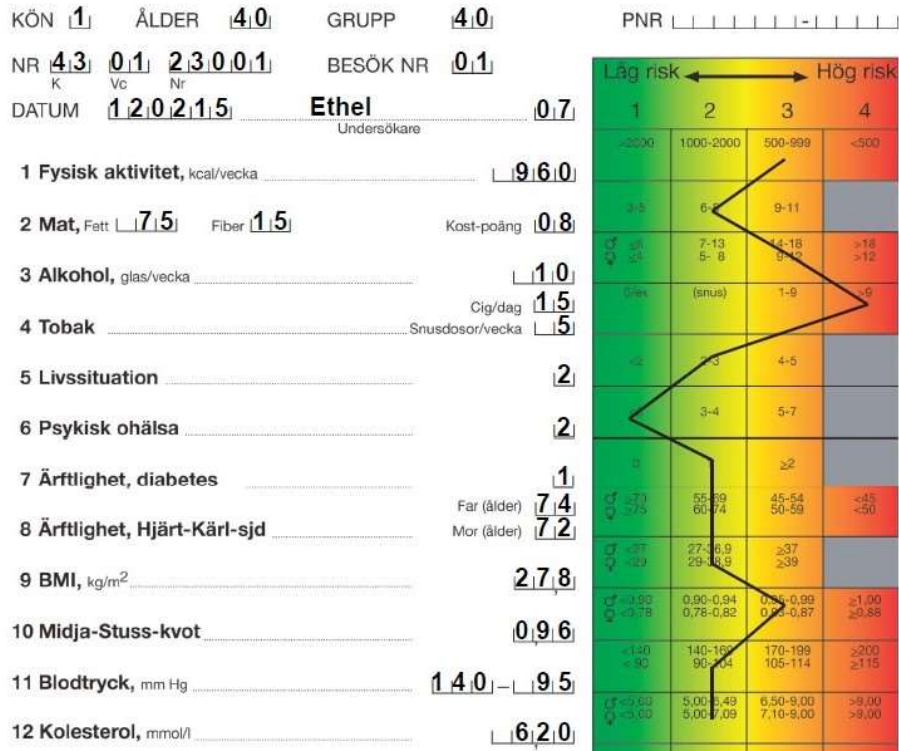 KÖN 1 ÅLDER 40 GRUPP 40 PNR -
NR 43 01 23001 BESÖK NR 01
K Vc Nr
DATUM 120215 Ethel 07
Undersökare
Låg risk Hög risk
1 2 3 4
>2000 1000-2000 500-999 <500
1 Fysisk aktivitet, kcal/vecka 960
3-5 9-11
2 Mat, Fett 75 Fiber 15 Kost-poäng 08
♂ ≤6 7-13 14-18 >18
♀ ≤4 5- 8 9-12 >12
3 Alkohol, glas/vecka 10
0/ex (snus) 1-9 >9
Cig/dag 15
4 Tobak Snusdosor/vecka 5
<2 2-3 4-5
5 Livssituation 2
3-4 5-7
6 Psykisk ohälsa 2
0 ≥2
7 Ärftlighet, diabetes 1
Far (ålder) 74
♂ ≥70 55-69 45-54 <45
♀ ≥75 60-74 50-59 <50
8 Ärftlighet, Hjärt-Kärl-sjd Mor (ålder) 72
♂ <27 27-36,9 ≥37
♀ <29 29-38,9 ≥39
9 BMI, kg/m² 27,8
♂ <0,90 0,90-0,94 0,95-0,99 ≥1,00
♀ <0,78 0,78-0,82 0,83-0,87 ≥0,88
10 Midja-Stuss-kvot 0,96
<140 140-169 170-199 ≥200
< 90 90-104 105-114 ≥115
11 Blodtryck, mm Hg 140 – 95
♂ <5,00 5,00-6,49 6,50-9,00 >9,00
♀ <5,00 5,00-7,09 7,10-9,00 >9,00
12 Kolesterol, mmol/l 6,20